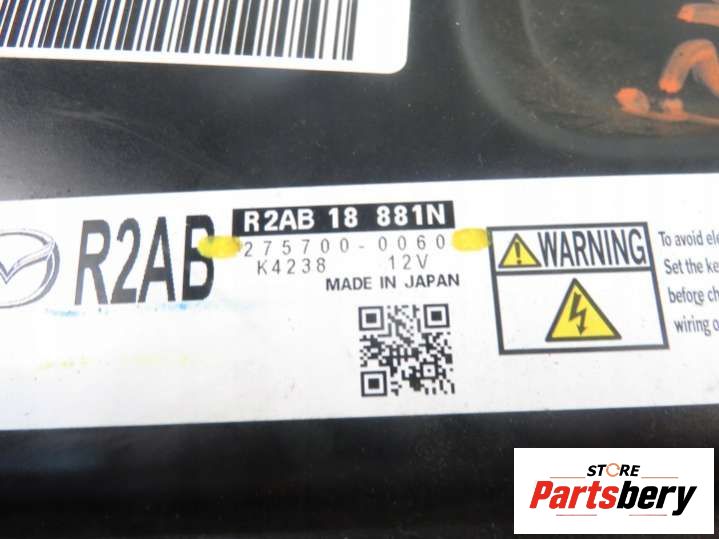 R2AB
R2AB 18 881N
275700-0060
K4238 12V
MADE IN JAPAN
WARNING
To avoid ele
Set the ke
before ch
wiring o
STORE
Partsbery